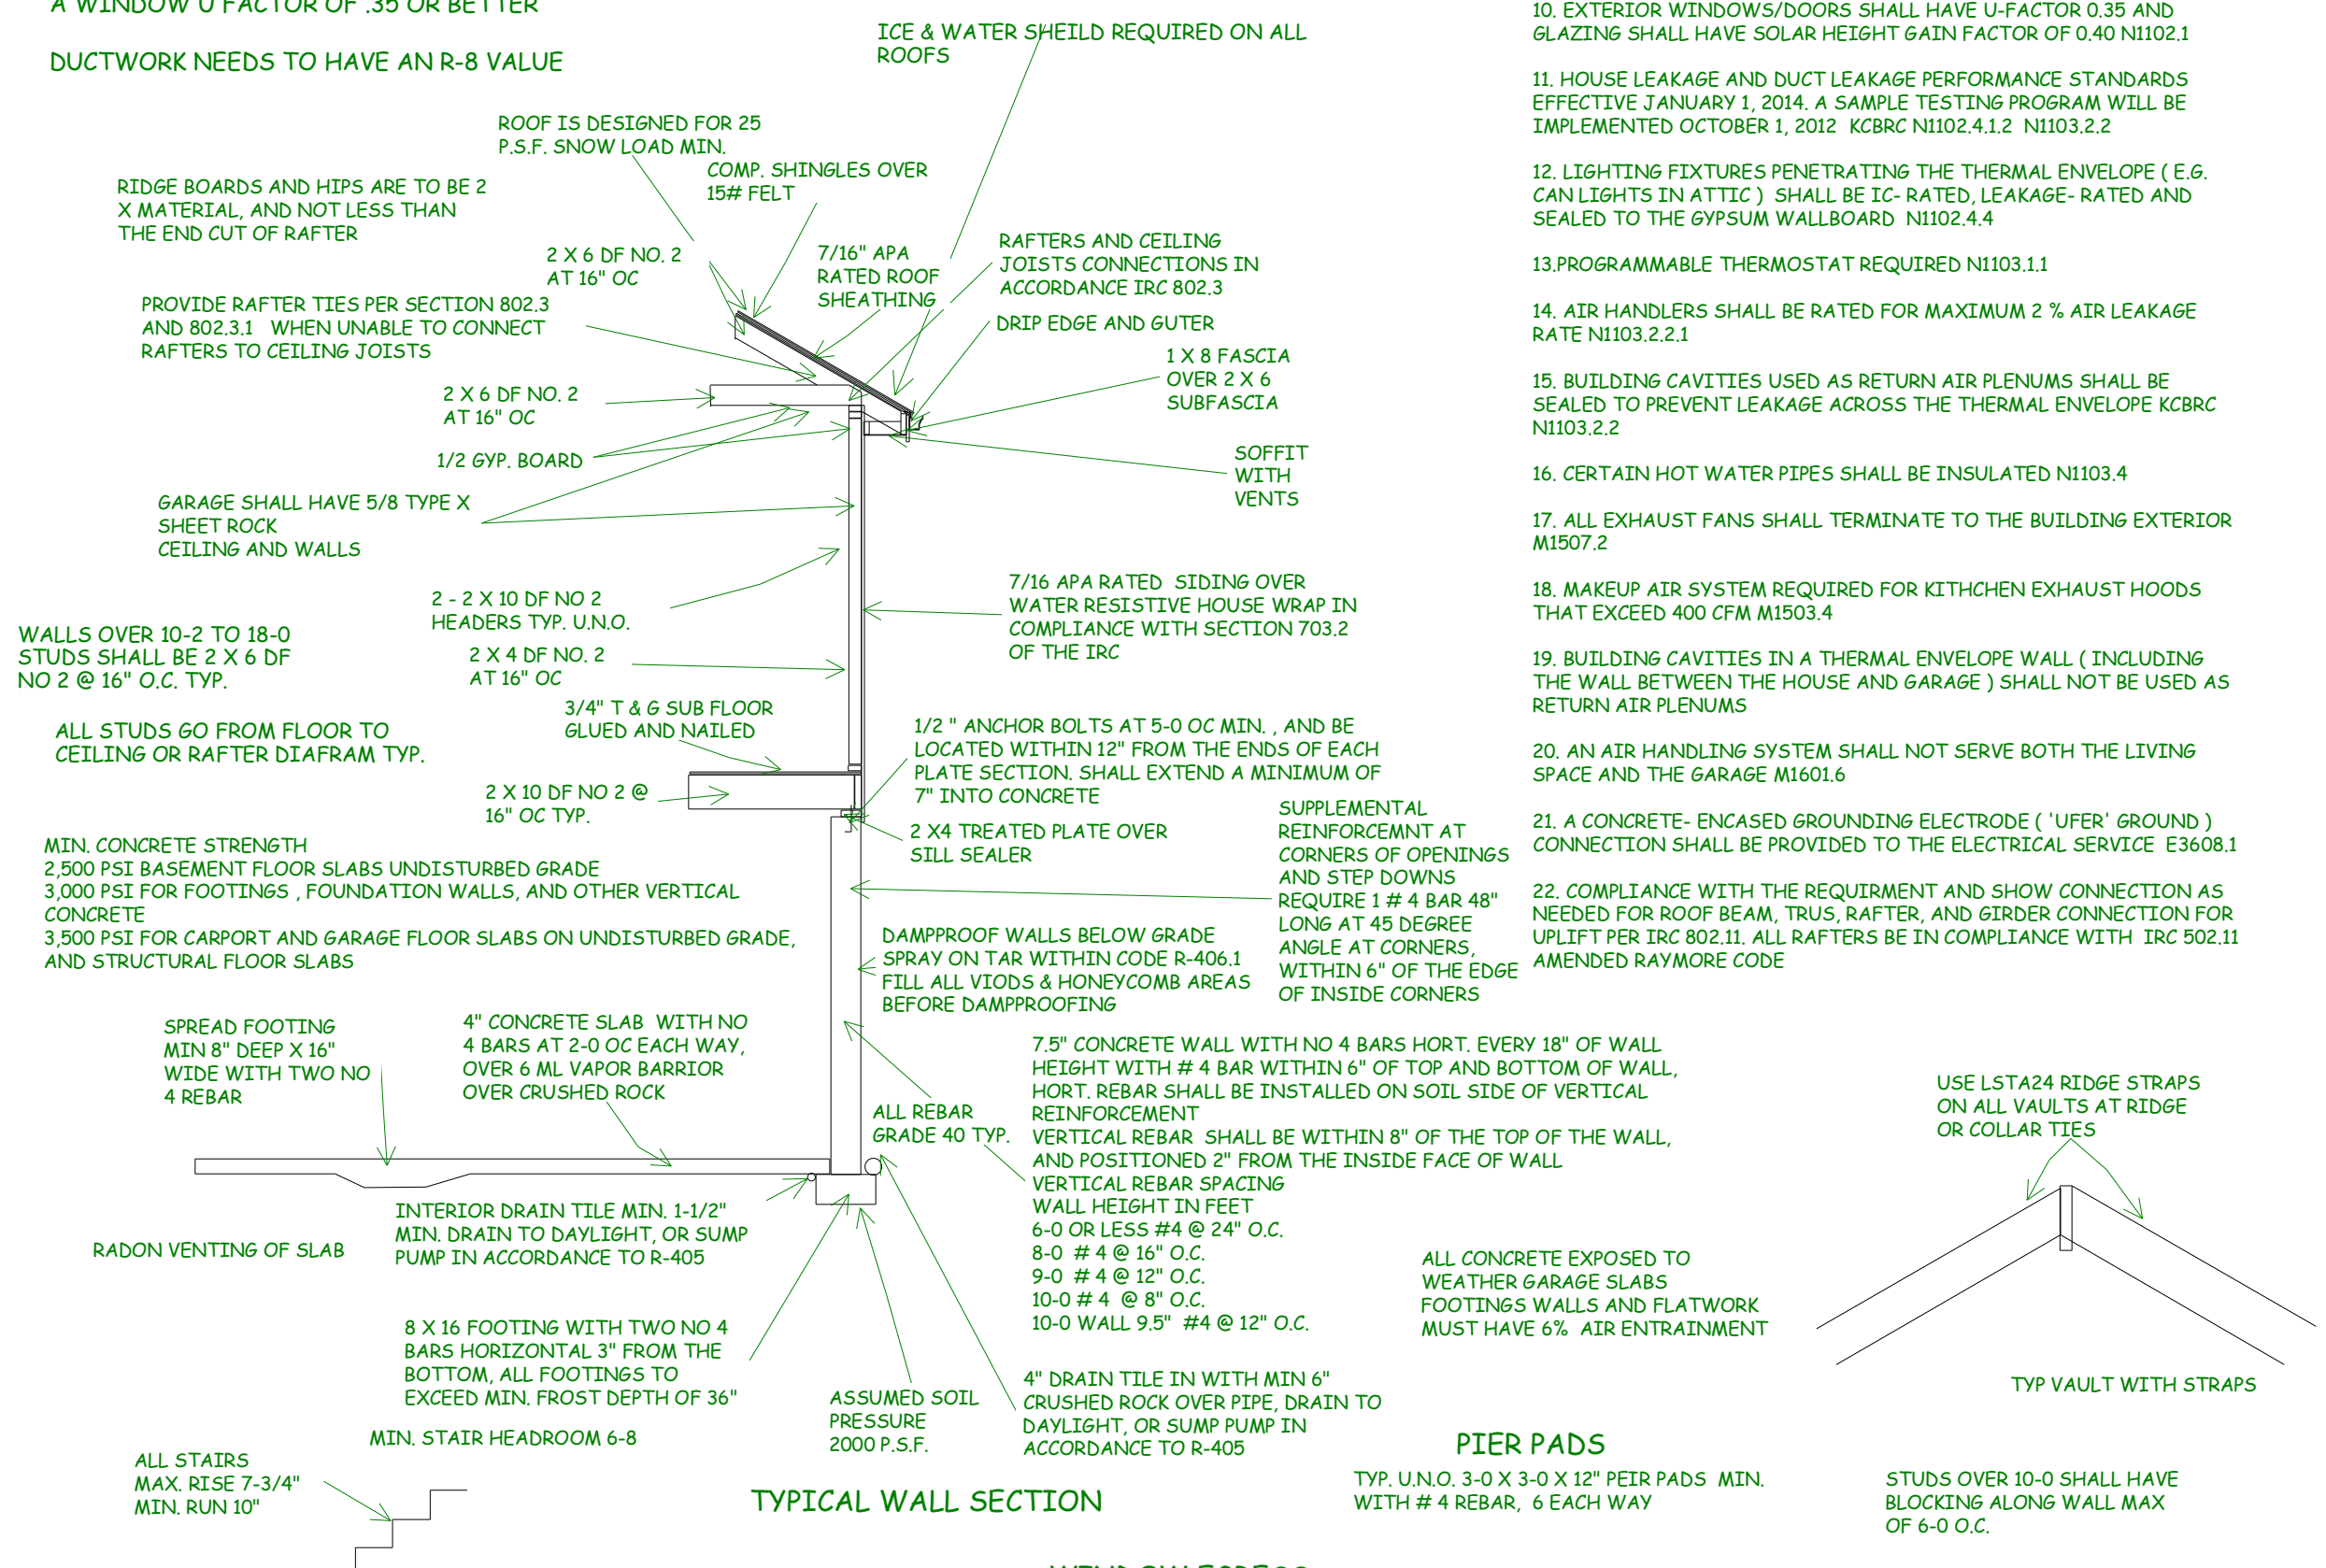 A WINDOW U FACTOR OF .35 OR BETTER
DUCTWORK NEEDS TO HAVE AN R-8 VALUE
ICE & WATER SHEILD REQUIRED ON ALL
ROOFS
ROOF IS DESIGNED FOR 25
P.S.F. SNOW LOAD MIN.
COMP. SHINGLES OVER
15# FELT
RIDGE BOARDS AND HIPS ARE TO BE 2
X MATERIAL, AND NOT LESS THAN
THE END CUT OF RAFTER
2 X 6 DF NO. 2
AT 16" OC
7/16" APA
RATED ROOF
SHEATHING
RAFTERS AND CEILING
JOISTS CONNECTIONS IN
ACCORDANCE IRC 802.3
PROVIDE RAFTER TIES PER SECTION 802.3
AND 802.3.1 WHEN UNABLE TO CONNECT
RAFTERS TO CEILING JOISTS
DRIP EDGE AND GUTER
1 X 8 FASCIA
OVER 2 X 6
SUBFASCIA
2 X 6 DF NO. 2
AT 16" OC
1/2 GYP. BOARD
SOFFIT
WITH
VENTS
GARAGE SHALL HAVE 5/8 TYPE X
SHEET ROCK
CEILING AND WALLS
2 - 2 X 10 DF NO 2
HEADERS TYP. U.N.O.
7/16 APA RATED SIDING OVER
WATER RESISTIVE HOUSE WRAP IN
COMPLIANCE WITH SECTION 703.2
OF THE IRC
WALLS OVER 10-2 TO 18-0
STUDS SHALL BE 2 X 6 DF
NO 2 @ 16" O.C. TYP.
2 X 4 DF NO. 2
AT 16" OC
3/4" T & G SUB FLOOR
GLUED AND NAILED
ALL STUDS GO FROM FLOOR TO
CEILING OR RAFTER DIAFRAM TYP.
1/2 " ANCHOR BOLTS AT 5-0 OC MIN. , AND BE
LOCATED WITHIN 12" FROM THE ENDS OF EACH
PLATE SECTION. SHALL EXTEND A MINIMUM OF
7" INTO CONCRETE
2 X 10 DF NO 2 @
16" OC TYP.
2 X4 TREATED PLATE OVER
SILL SEALER
SUPPLEMENTAL
REINFORCEMNT AT
CORNERS OF OPENINGS
AND STEP DOWNS
REQUIRE 1 # 4 BAR 48"
LONG AT 45 DEGREE
ANGLE AT CORNERS,
WITHIN 6" OF THE EDGE
OF INSIDE CORNERS
MIN. CONCRETE STRENGTH
2,500 PSI BASEMENT FLOOR SLABS UNDISTURBED GRADE
3,000 PSI FOR FOOTINGS , FOUNDATION WALLS, AND OTHER VERTICAL
CONCRETE
3,500 PSI FOR CARPORT AND GARAGE FLOOR SLABS ON UNDISTURBED GRADE,
AND STRUCTURAL FLOOR SLABS
DAMPPROOF WALLS BELOW GRADE
SPRAY ON TAR WITHIN CODE R-406.1
FILL ALL VIODS & HONEYCOMB AREAS
BEFORE DAMPPROOFING
SPREAD FOOTING
MIN 8" DEEP X 16"
WIDE WITH TWO NO
4 REBAR
4" CONCRETE SLAB WITH NO
4 BARS AT 2-0 OC EACH WAY,
OVER 6 ML VAPOR BARRIOR
OVER CRUSHED ROCK
ALL REBAR
GRADE 40 TYP.
7.5" CONCRETE WALL WITH NO 4 BARS HORT. EVERY 18" OF WALL
HEIGHT WITH # 4 BAR WITHIN 6" OF TOP AND BOTTOM OF WALL,
HORT. REBAR SHALL BE INSTALLED ON SOIL SIDE OF VERTICAL
REINFORCEMENT
VERTICAL REBAR SHALL BE WITHIN 8" OF THE TOP OF THE WALL,
AND POSITIONED 2" FROM THE INSIDE FACE OF WALL
VERTICAL REBAR SPACING
WALL HEIGHT IN FEET
6-0 OR LESS #4 @ 24" O.C.
8-0 # 4 @ 16" O.C.
9-0 # 4 @ 12" O.C.
10-0 # 4 @ 8" O.C.
10-0 WALL 9.5" #4 @ 12" O.C.
INTERIOR DRAIN TILE MIN. 1-1/2"
MIN. DRAIN TO DAYLIGHT, OR SUMP
PUMP IN ACCORDANCE TO R-405
RADON VENTING OF SLAB
8 X 16 FOOTING WITH TWO NO 4
BARS HORIZONTAL 3" FROM THE
BOTTOM, ALL FOOTINGS TO
EXCEED MIN. FROST DEPTH OF 36"
ASSUMED SOIL
PRESSURE
2000 P.S.F.
4" DRAIN TILE IN WITH MIN 6"
CRUSHED ROCK OVER PIPE, DRAIN TO
DAYLIGHT, OR SUMP PUMP IN
ACCORDANCE TO R-405
MIN. STAIR HEADROOM 6-8
ALL STAIRS
MAX. RISE 7-3/4"
MIN. RUN 10"
TYPICAL WALL SECTION
10. EXTERIOR WINDOWS/DOORS SHALL HAVE U-FACTOR 0.35 AND
GLAZING SHALL HAVE SOLAR HEIGHT GAIN FACTOR OF 0.40 N1102.1
11. HOUSE LEAKAGE AND DUCT LEAKAGE PERFORMANCE STANDARDS
EFFECTIVE JANUARY 1, 2014. A SAMPLE TESTING PROGRAM WILL BE
IMPLEMENTED OCTOBER 1, 2012 KCBRC N1102.4.1.2 N1103.2.2
12. LIGHTING FIXTURES PENETRATING THE THERMAL ENVELOPE ( E.G.
CAN LIGHTS IN ATTIC ) SHALL BE IC- RATED, LEAKAGE- RATED AND
SEALED TO THE GYPSUM WALLBOARD N1102.4.4
13.PROGRAMMABLE THERMOSTAT REQUIRED N1103.1.1
14. AIR HANDLERS SHALL BE RATED FOR MAXIMUM 2 % AIR LEAKAGE
RATE N1103.2.2.1
15. BUILDING CAVITIES USED AS RETURN AIR PLENUMS SHALL BE
SEALED TO PREVENT LEAKAGE ACROSS THE THERMAL ENVELOPE KCBRC
N1103.2.2
16. CERTAIN HOT WATER PIPES SHALL BE INSULATED N1103.4
17. ALL EXHAUST FANS SHALL TERMINATE TO THE BUILDING EXTERIOR
M1507.2
18. MAKEUP AIR SYSTEM REQUIRED FOR KITHCHEN EXHAUST HOODS
THAT EXCEED 400 CFM M1503.4
19. BUILDING CAVITIES IN A THERMAL ENVELOPE WALL ( INCLUDING
THE WALL BETWEEN THE HOUSE AND GARAGE ) SHALL NOT BE USED AS
RETURN AIR PLENUMS
20. AN AIR HANDLING SYSTEM SHALL NOT SERVE BOTH THE LIVING
SPACE AND THE GARAGE M1601.6
21. A CONCRETE- ENCASED GROUNDING ELECTRODE ( 'UFER' GROUND )
CONNECTION SHALL BE PROVIDED TO THE ELECTRICAL SERVICE E3608.1
22. COMPLIANCE WITH THE REQUIRMENT AND SHOW CONNECTION AS
NEEDED FOR ROOF BEAM, TRUS, RAFTER, AND GIRDER CONNECTION FOR
UPLIFT PER IRC 802.11. ALL RAFTERS BE IN COMPLIANCE WITH IRC 502.11
AMENDED RAYMORE CODE
USE LSTA24 RIDGE STRAPS
ON ALL VAULTS AT RIDGE
OR COLLAR TIES
ALL CONCRETE EXPOSED TO
WEATHER GARAGE SLABS
FOOTINGS WALLS AND FLATWORK
MUST HAVE 6% AIR ENTRAINMENT
TYP VAULT WITH STRAPS
PIER PADS
TYP. U.N.O. 3-0 X 3-0 X 12" PEIR PADS MIN.
WITH # 4 REBAR, 6 EACH WAY
STUDS OVER 10-0 SHALL HAVE
BLOCKING ALONG WALL MAX
OF 6-0 O.C.